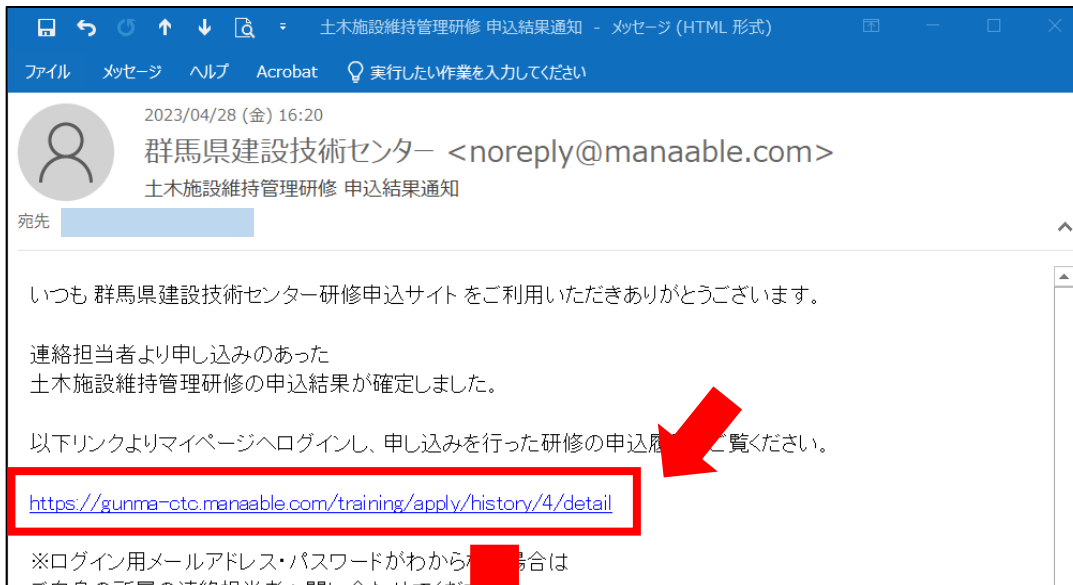 土木施設維持管理研修 申込結果通知 - メッセージ (HTML 形式)
ファイル メッセージ ヘルプ Acrobat 実行したい作業を入力してください
2023/04/28 (金) 16:20
群馬県建設技術センター <noreply@manaable.com>
土木施設維持管理研修 申込結果通知
宛先
いつも 群馬県建設技術センター研修申込サイト をご利用いただきありがとうございます。
連絡担当者より申し込みのあった
土木施設維持管理研修の申込結果が確定しました。
以下リンクよりマイページへログインし、申し込みを行った研修の申込 ご覧ください。
https://gunma-ctc.manaable.com/training/apply/history/4/detail
※ログイン用メールアドレス・パスワードがわから 場合は